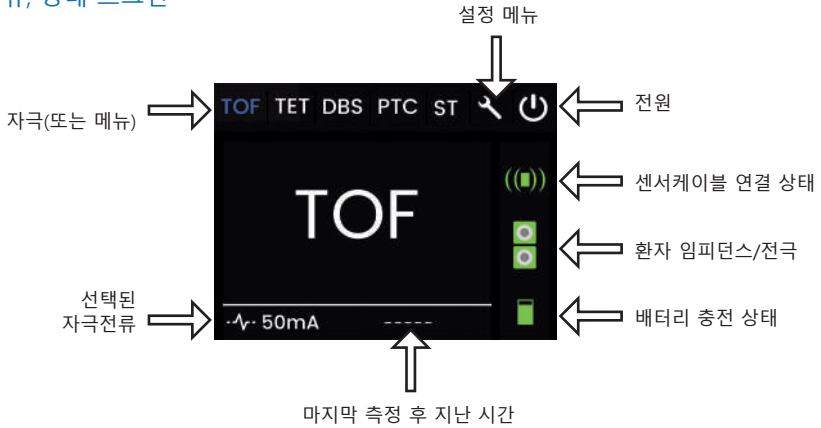 설정 메뉴
자극(또는 메뉴)
TOF TET DBS PTC ST
전원
TOF
센서케이블 연결 상태
환자 임피던스/전극
선택된
자극전류
50mA -----
배터리 충전 상태
마지막 측정 후 지난 시간